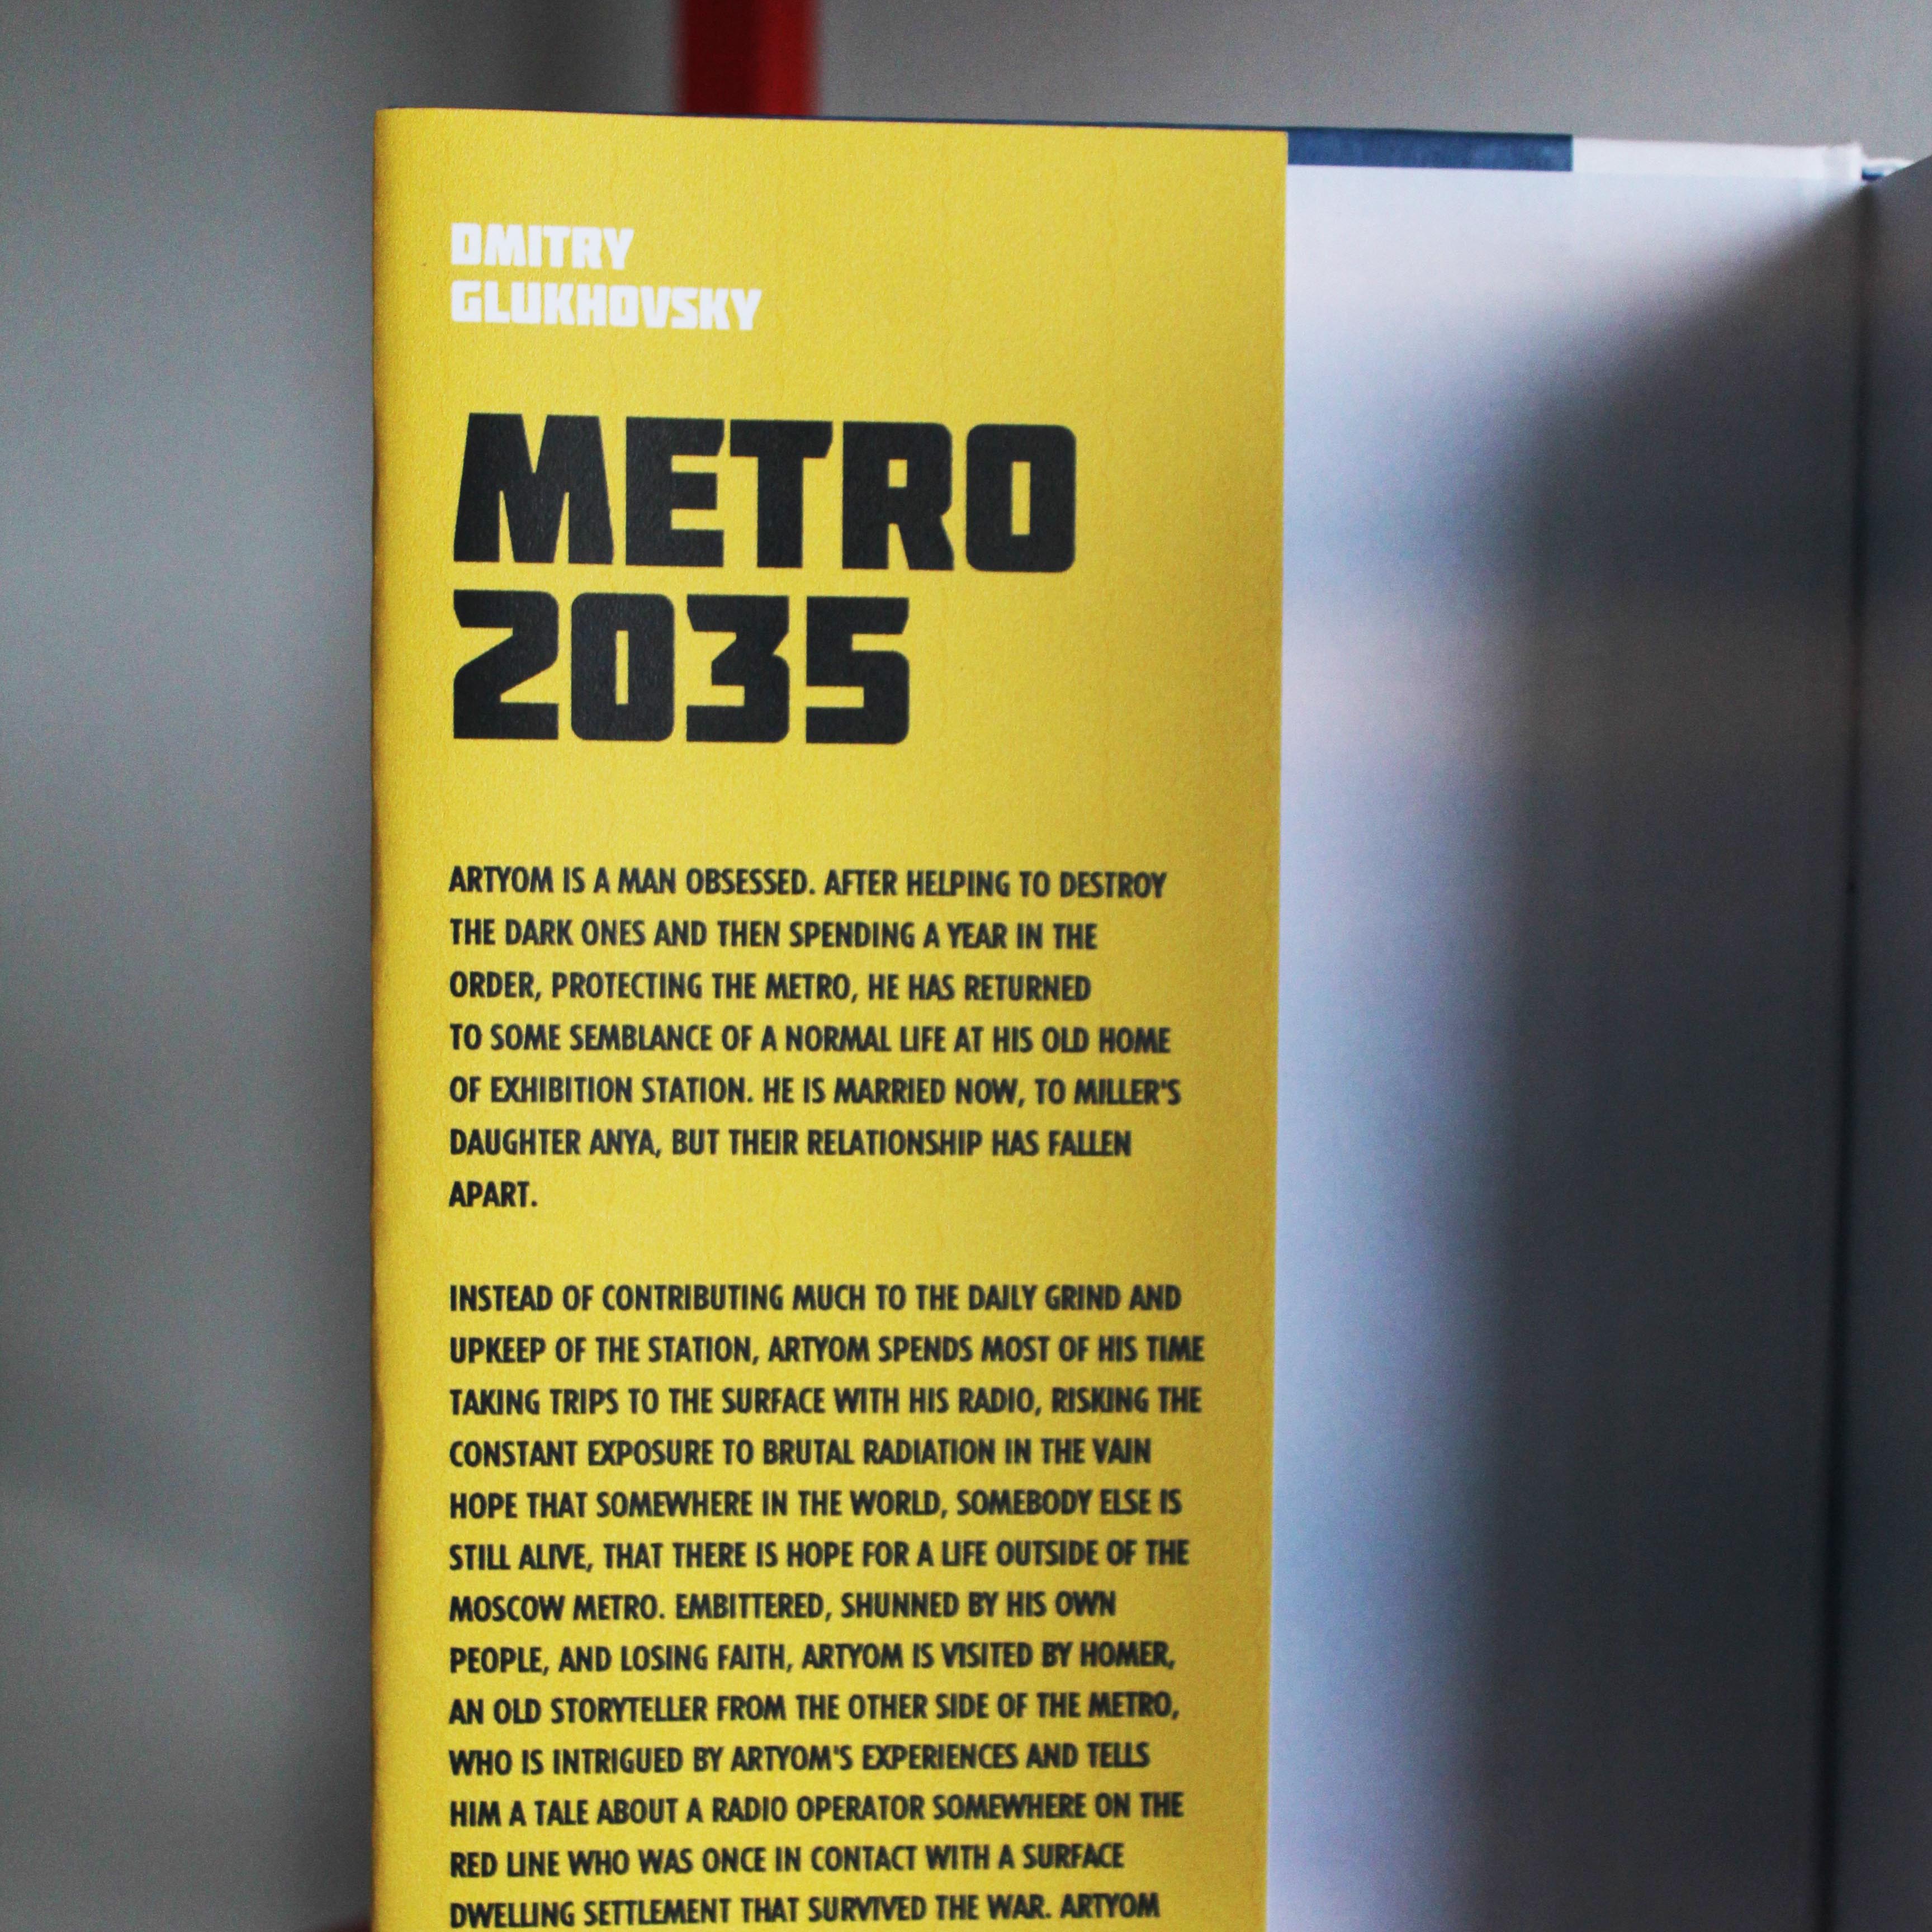 DMITRY
GLUKHOVSKY
METRO
2035
ARTYOM IS A MAN OBSESSED. AFTER HELPING TO DESTROY
THE DARK ONES AND THEN SPENDING A YEAR IN THE
ORDER, PROTECTING THE METRO, HE HAS RETURNED
TO SOME SEMBLANCE OF A NORMAL LIFE AT HIS OLD HOME
OF EXHIBITION STATION. HE IS MARRIED NOW, TO MILLER'S
DAUGHTER ANYA, BUT THEIR RELATIONSHIP HAS FALLEN
APART.
INSTEAD OF CONTRIBUTING MUCH TO THE DAILY GRIND AND
UPKEEP OF THE STATION, ARTYOM SPENDS MOST OF HIS TIME
TAKING TRIPS TO THE SURFACE WITH HIS RADIO, RISKING THE
CONSTANT EXPOSURE TO BRUTAL RADIATION IN THE VAIN
HOPE THAT SOMEWHERE IN THE WORLD, SOMEBODY ELSE IS
STILL ALIVE, THAT THERE IS HOPE FOR A LIFE OUTSIDE OF THE
MOSCOW METRO. EMBITTERED, SHUNNED BY HIS OWN
PEOPLE, AND LOSING FAITH, ARTYOM IS VISITED BY HOMER,
AN OLD STORYTELLER FROM THE OTHER SIDE OF THE METRO,
WHO IS INTRIGUED BY ARTYOM'S EXPERIENCES AND TELLS
HIM A TALE ABOUT A RADIO OPERATOR SOMEWHERE ON THE
RED LINE WHO WAS ONCE IN CONTACT WITH A SURFACE
DWELLING SETTLEMENT THAT SURVIVED THE WAR. ARTYOM